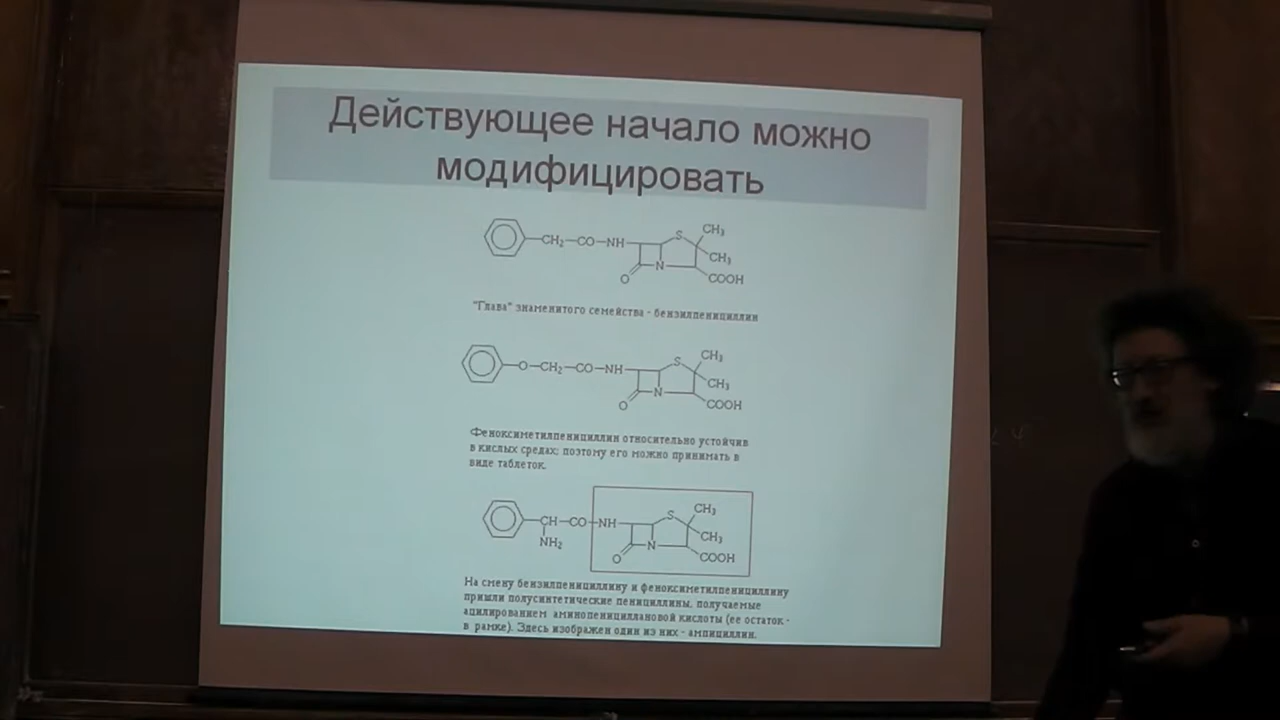 Действующее начало можно
модифицировать
CH₂—CO—NH S CH₃ CH₃ N O COOH
"Глава" знаменитого семейства - бензилпенициллин
O—CH₂—CO—NH S CH₃ CH₃ N O COOH
Феноксиметилпенициллин относительно устойчив
в кислых средах; поэтому его можно принимать в
виде таблеток.
CH—CO—NH NH₂ S CH₃ CH₃ N O COOH
На смену бензилпенициллину и феноксиметилпенициллину
пришли полусинтетические пенициллины, получаемые
ацилированием аминопенициллановой кислоты (ее остаток -
в рамке). Здесь изображен один из них - ампициллин.